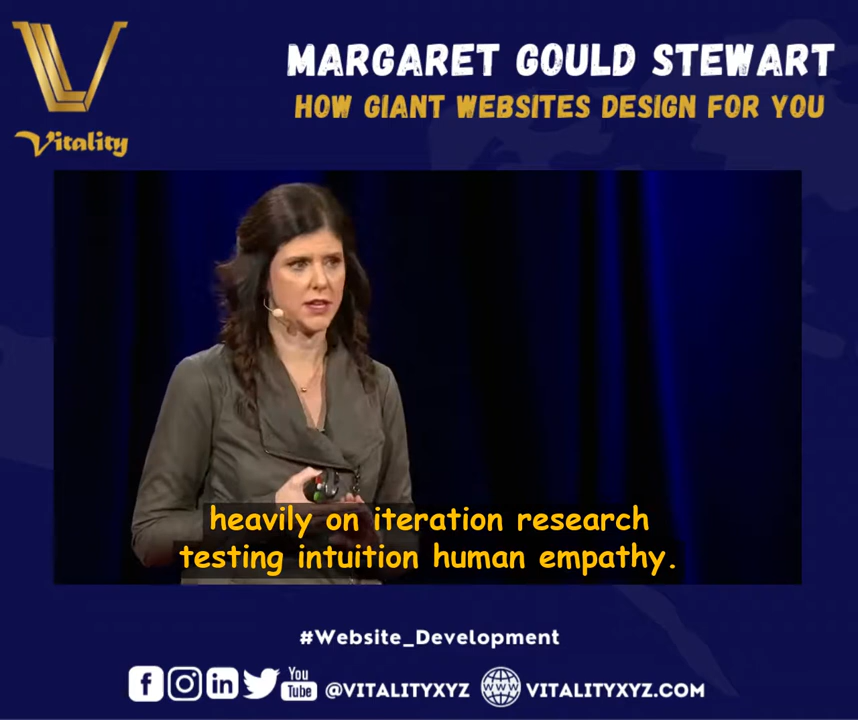 MARGARET GOULD STEWART
HOW GIANT WEBSITES DESIGN FOR YOU
Vitality
heavily on iteration research
testing intuition human empathy.
#Website_Development
f in You Tube @VITALITYXYZ WWW VITALITYXYZ.COM